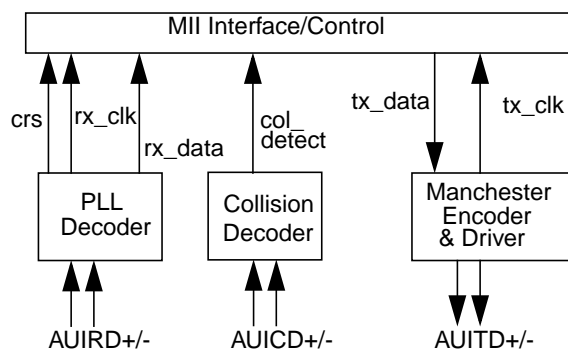 MII Interface/Control
crs
rx_clk
rx_data
col_
detect
tx_data
tx_clk
PLL
Decoder
Collision
Decoder
Manchester
Encoder
& Driver
AUIRD+/-
AUICD+/-
AUITD+/-